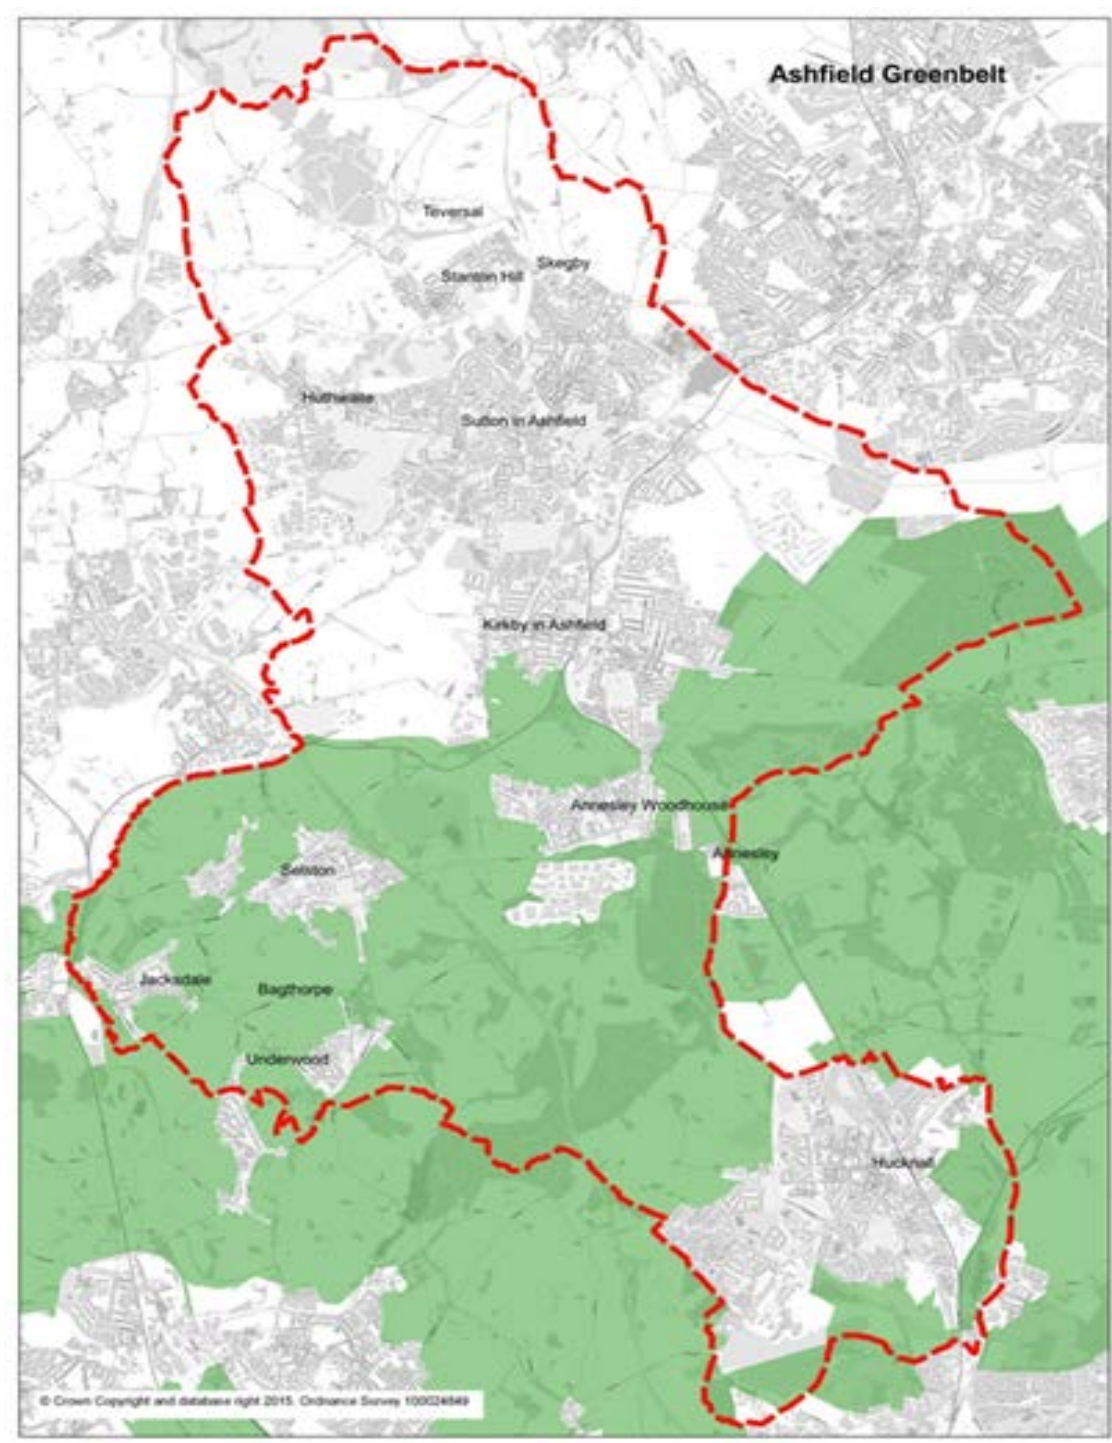 Ashfield Greenbelt
Teversal
Skegby
Stanton Hill
Huthwaite
Sutton in Ashfield
Kirkby in Ashfield
Annesley Woodhouse
Annesley
Selston
Jacksdale
Bagthorpe
Underwood
Hucknall
© Crown Copyright and database right 2015. Ordnance Survey 100024849